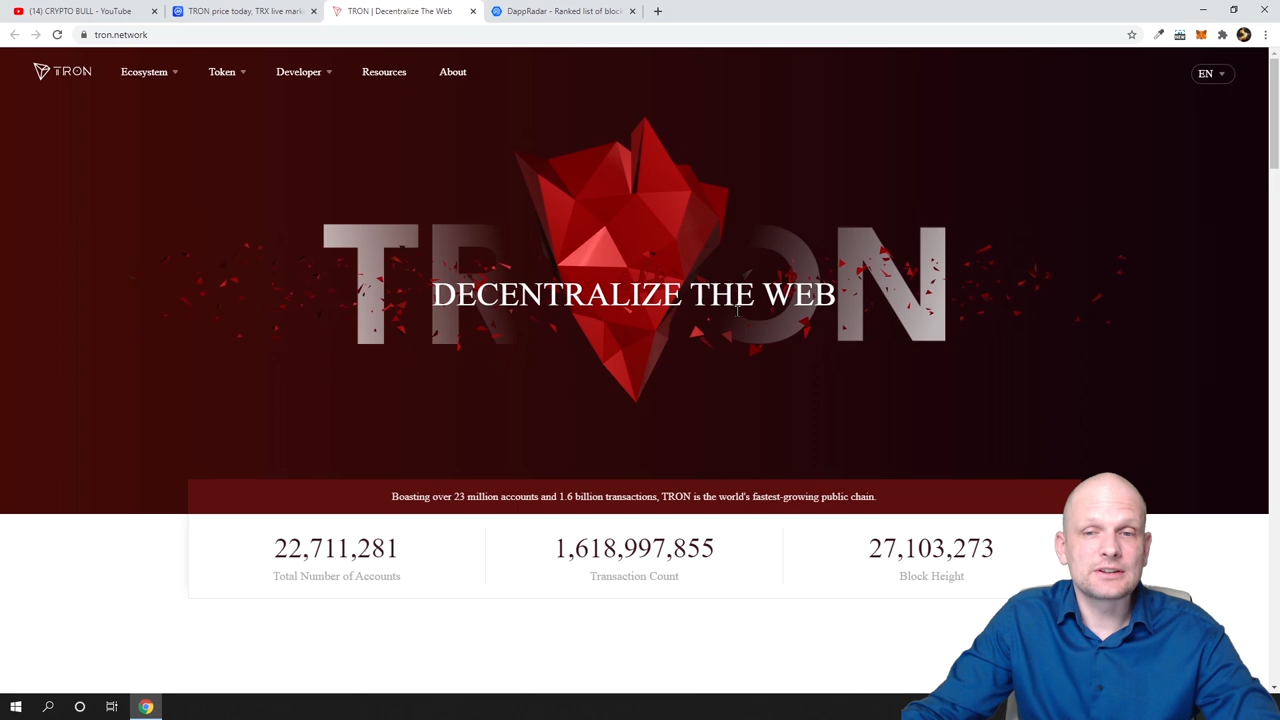 (14) CRYPTO BULL - YouTube
TRON price today, TRX live mark
TRON | Decentralize The Web
DappRadar - Ranked list of block
tron.network
TRON
Ecosystem
Token
Developer
Resources
About
EN
TRON
DECENTRALIZE THE WEB
Boasting over 23 million accounts and 1.6 billion transactions, TRON is the world's fastest-growing public chain.
22,711,281
1,618,997,855
27,103,273
Total Number of Accounts
Transaction Count
Block Height